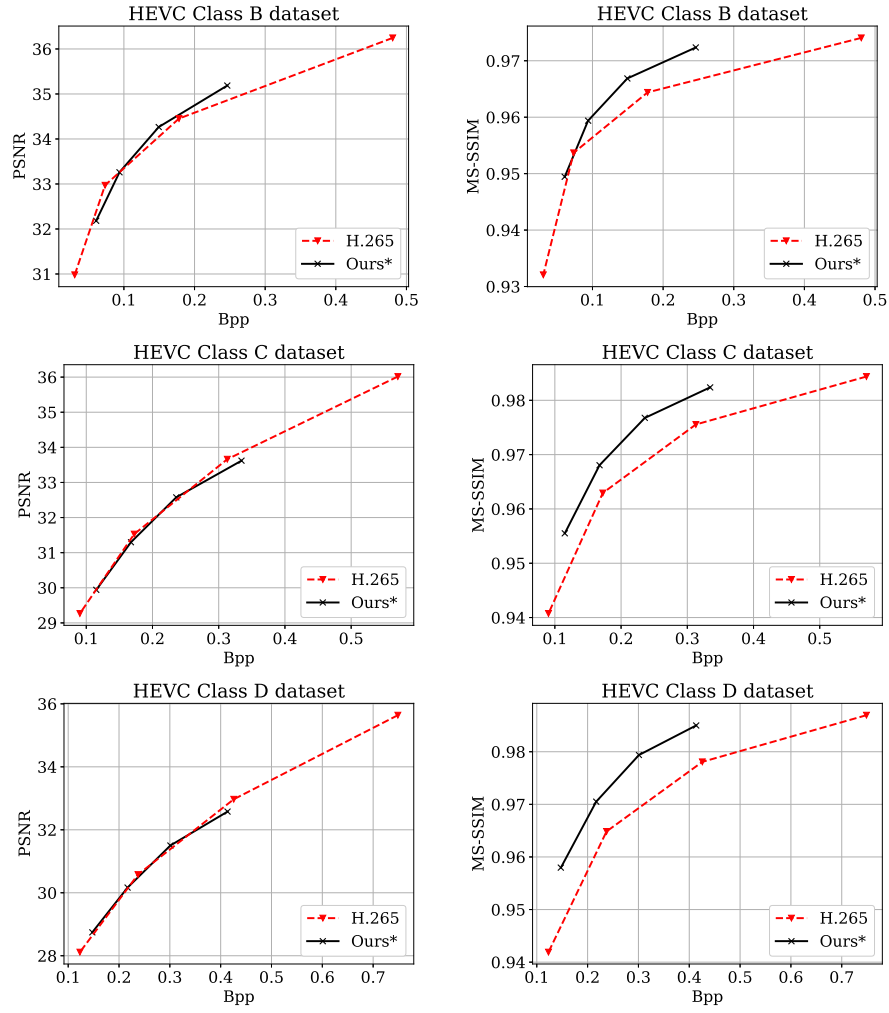 HEVC Class B dataset
PSNR
36
35
34
33
32
31
0.1 0.2 0.3 0.4 0.5
Bpp
H.265
Ours*
HEVC Class B dataset
MS-SSIM
0.97
0.96
0.95
0.94
0.93
0.1 0.2 0.3 0.4 0.5
Bpp
H.265
Ours*
HEVC Class C dataset
PSNR
36
35
34
33
32
31
30
29
0.1 0.2 0.3 0.4 0.5
Bpp
H.265
Ours*
HEVC Class C dataset
MS-SSIM
0.98
0.97
0.96
0.95
0.94
0.1 0.2 0.3 0.4 0.5
Bpp
H.265
Ours*
HEVC Class D dataset
PSNR
36
33
32
30
28
0.1 0.2 0.3 0.4 0.5 0.6 0.7
Bpp
H.265
Ours*
HEVC Class D dataset
MS-SSIM
0.98
0.97
0.96
0.95
0.94
0.1 0.2 0.3 0.4 0.5 0.6 0.7
Bpp
H.265
Ours*